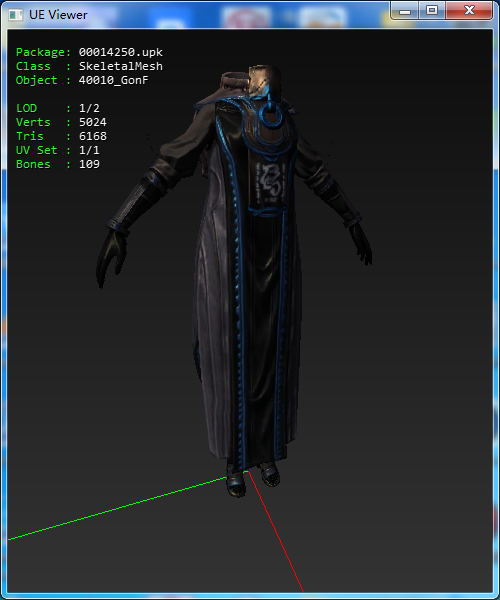 UE Viewer
Package: 00014250.upk
Class : SkeletalMesh
Object : 40010_GonF
LOD : 1/2
Verts : 5024
Tris : 6168
UV Set : 1/1
Bones : 109